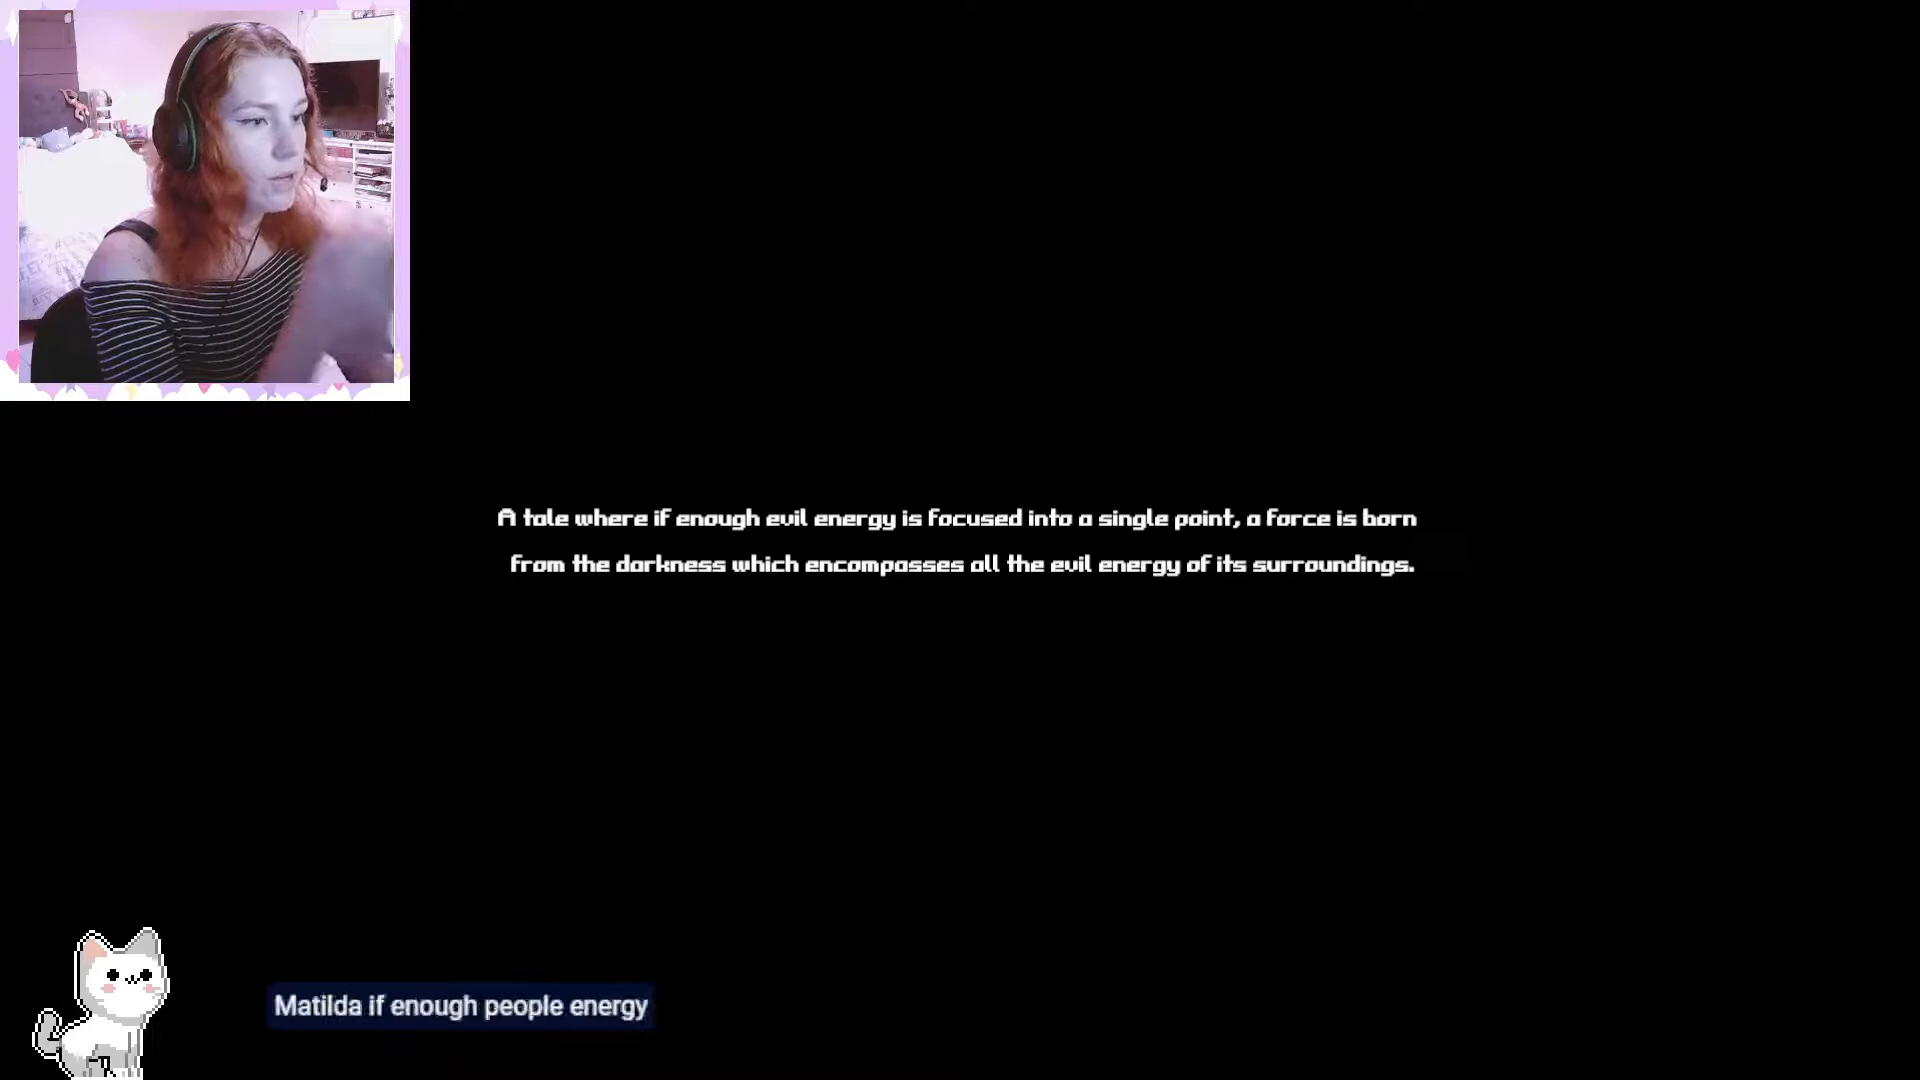 A tale where if enough evil energy is focused into a single point, a force is born
from the darkness which encompasses all the evil energy of its surroundings.
Matilda if enough people energy